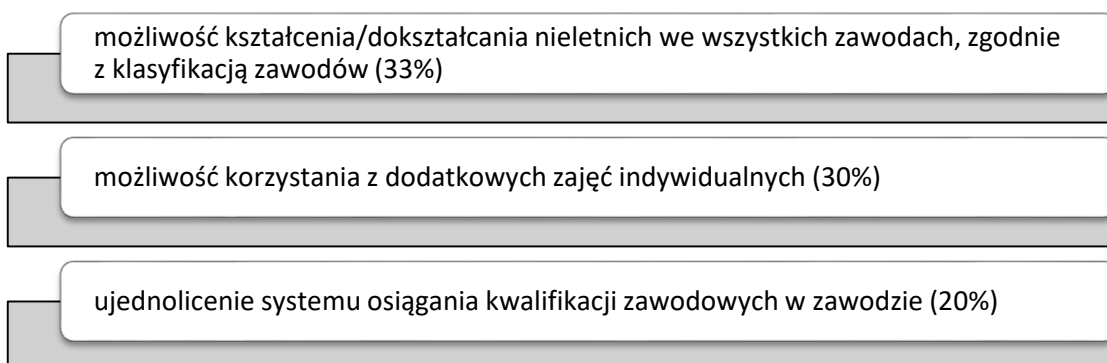 możliwość kształcenia/dokształcania nieletnich we wszystkich zawodach, zgodnie
z klasyfikacją zawodów (33%)
możliwość korzystania z dodatkowych zajęć indywidualnych (30%)
ujednolicenie systemu osiągania kwalifikacji zawodowych w zawodzie (20%)